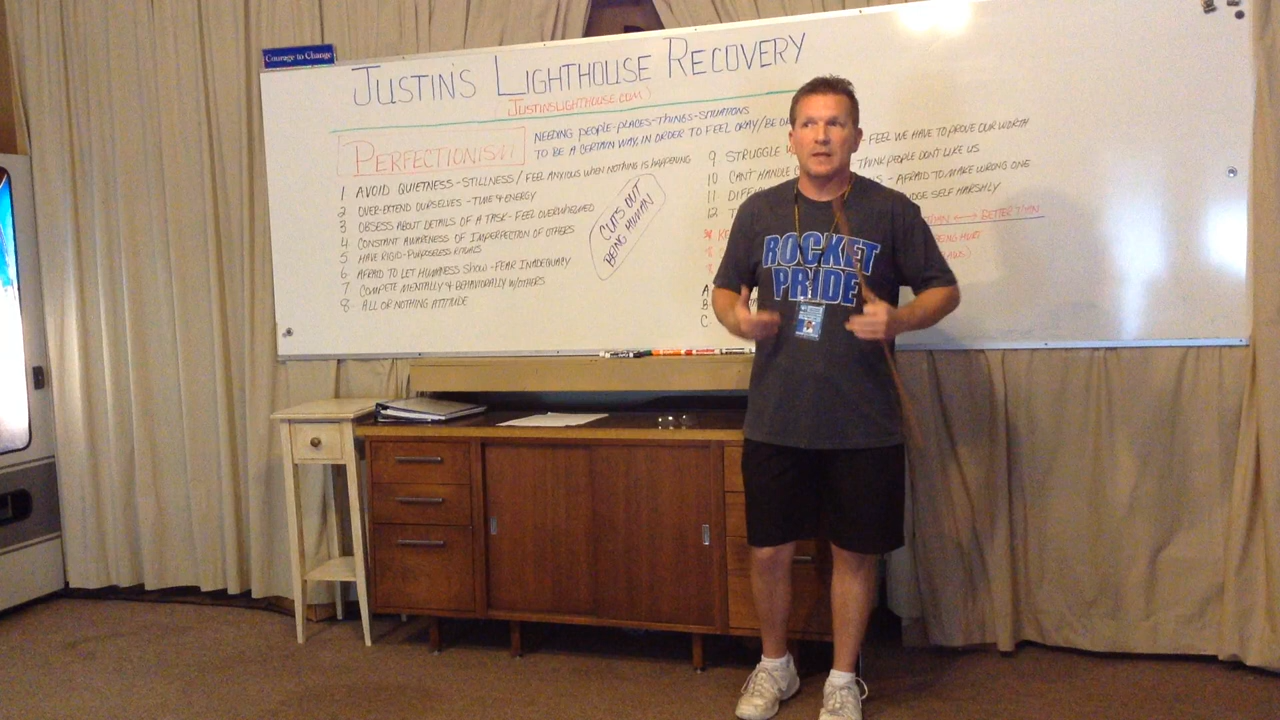 Courage to Change
JUSTIN'S LIGHTHOUSE RECOVERY
(JUSTINSLIGHTHOUSE.COM)
PERFECTIONISM
NEEDING PEOPLE-PLACES-THINGS-SITUATIONS
TO BE A CERTAIN WAY, IN ORDER TO FEEL OKAY/BE
1 AVOID QUIETNESS-STILLNESS/FEEL ANXIOUS WHEN NOTHING IS HAPPENING
2 OVER-EXTEND OURSELVES-TIME & ENERGY
3 OBSESS ABOUT DETAILS OF A TASK-FEEL OVERWHELMED
4 CONSTANT AWARENESS OF IMPERFECTION OF OTHERS
5 HAVE RIGID-PURPOSELESS RITUALS
6 AFRAID TO LET HUMANESS SHOW-FEAR INADEQUACY
7 COMPETE MENTALLY & BEHAVIORALLY W/OTHERS
8- ALL OR NOTHING ATTITUDE
CUTS OUT
BEING HUMAN
9 STRUGGLE - FEEL WE HAVE TO PROVE OUR WORTH
10 CAN'T HANDLE THINK PEOPLE DON'T LIKE US
11 - AFRAID TO MAKE WRONG ONE
12 SELF HARSHLY
BETTER THAN
HURT
A
B
C
ROCKET
PRIDE